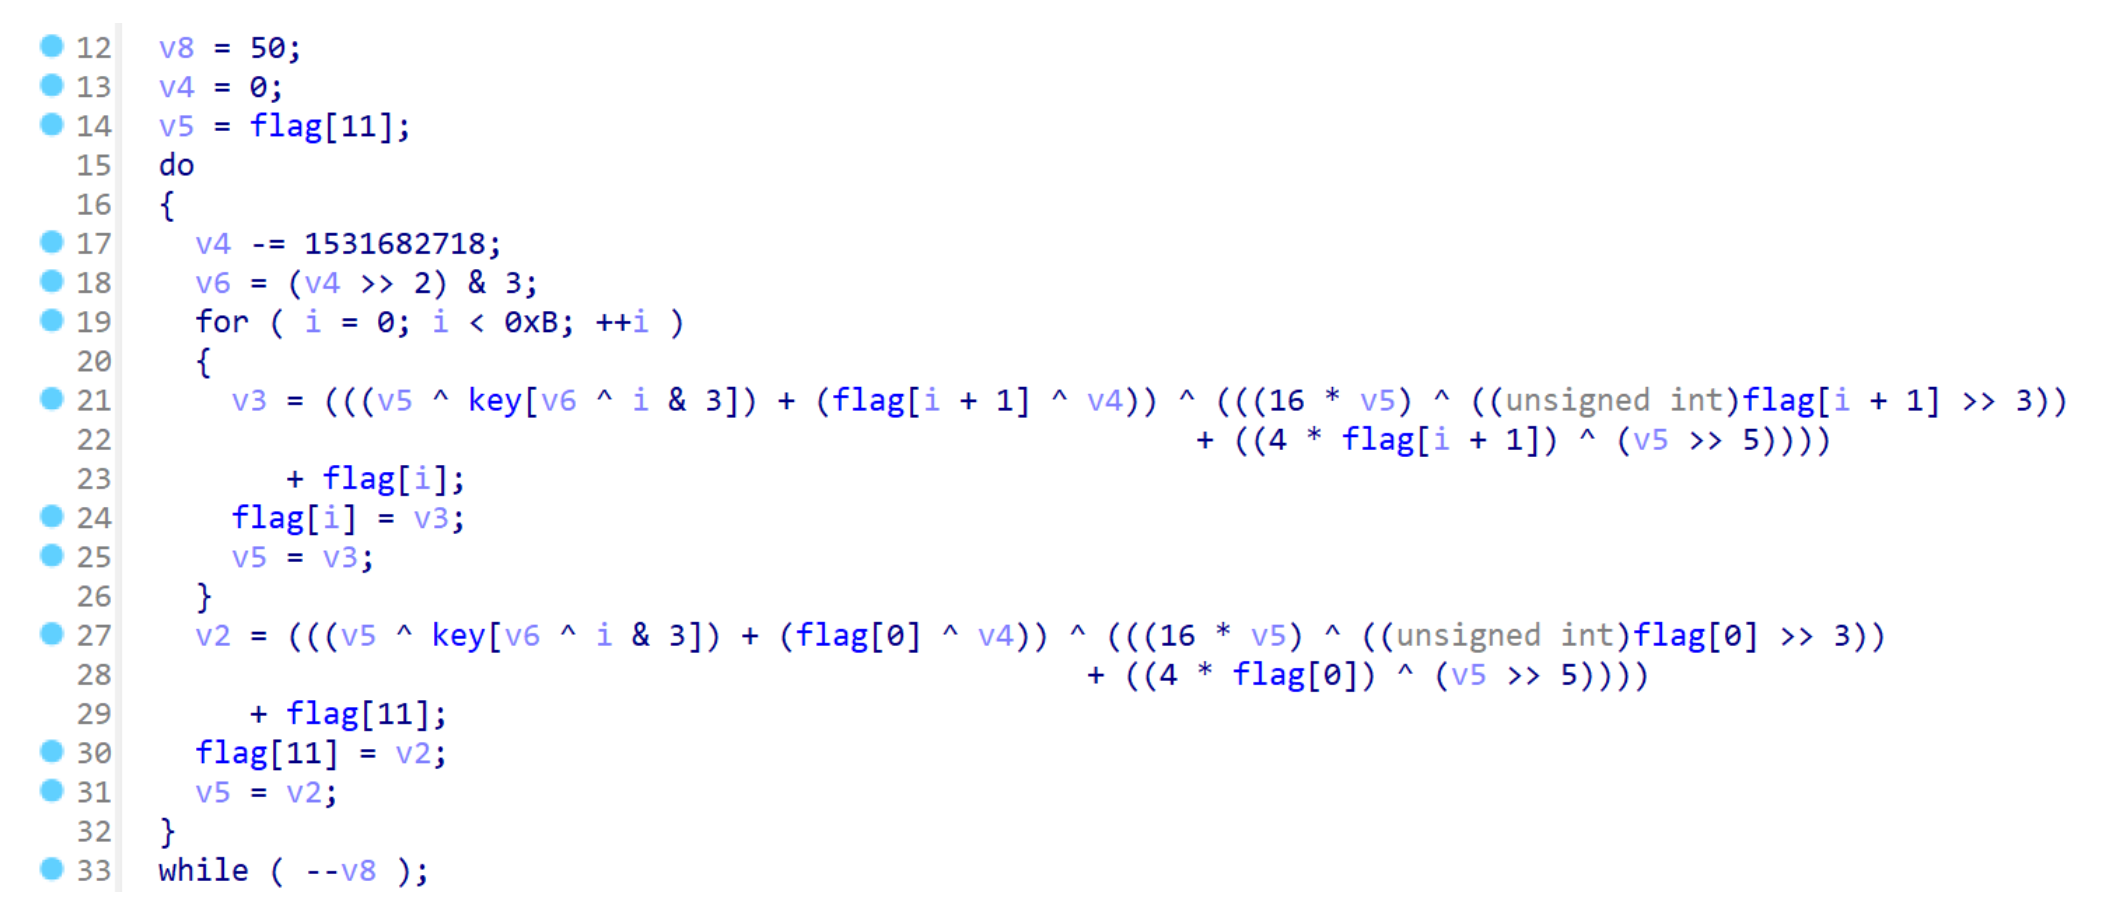 12 v8 = 50;
13 v4 = 0;
14 v5 = flag[11];
15 do
16 {
17 v4 -= 1531682718;
18 v6 = (v4 >> 2) & 3;
19 for ( i = 0; i < 0xB; ++i )
20 {
21 v3 = (((v5 ^ key[v6 ^ i & 3]) + (flag[i + 1] ^ v4)) ^ (((16 * v5) ^ ((unsigned int)flag[i + 1] >> 3))
22 + ((4 * flag[i + 1]) ^ (v5 >> 5))))
23 + flag[i];
24 flag[i] = v3;
25 v5 = v3;
26 }
27 v2 = (((v5 ^ key[v6 ^ i & 3]) + (flag[0] ^ v4)) ^ (((16 * v5) ^ ((unsigned int)flag[0] >> 3))
28 + ((4 * flag[0]) ^ (v5 >> 5))))
29 + flag[11];
30 flag[11] = v2;
31 v5 = v2;
32 }
33 while ( --v8 );